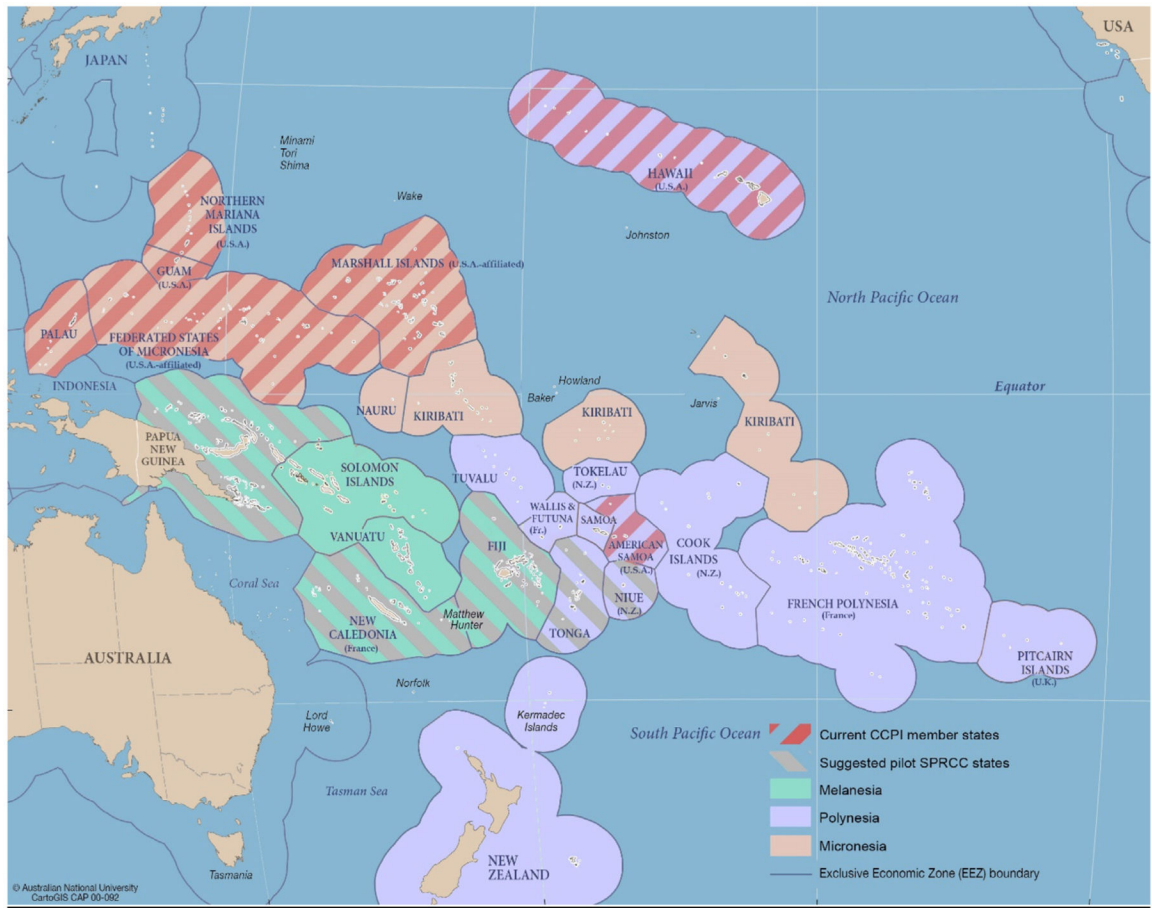 USA
JAPAN
Minami
Tori
Shima
HAWAII
(U.S.A.)
Wake
NORTHERN
MARIANA
ISLANDS
(U.S.A.)
Johnston
MARSHALL ISLANDS (U.S.A.-affiliated)
GUAM
(U.S.A.)
North Pacific Ocean
PALAU
FEDERATED STATES
OF MICRONESIA
(U.S.A.-affiliated)
INDONESIA
Howland
Baker
Equator
Jarvis
NAURU
KIRIBATI
KIRIBATI
KIRIBATI
PAPUA
NEW
GUINEA
SOLOMON
ISLANDS
TUVALU
TOKELAU
(N.Z.)
WALLIS &
FUTUNA
(Fr.)
SAMOA
VANUATU
FIJI
AMERICAN
SAMOA
(U.S.A.)
COOK
ISLANDS
(N.Z.)
Coral Sea
NIUE
(N.Z.)
FRENCH POLYNESIA
(France)
NEW
CALEDONIA
(France)
Matthew
Hunter
TONGA
AUSTRALIA
PITCAIRN
ISLANDS
(U.K.)
Norfolk
Lord
Howe
Kermadec
Islands
South Pacific Ocean
Current CCPI member states
Suggested pilot SPRCC states
Melanesia
Polynesia
Micronesia
Exclusive Economic Zone (EEZ) boundary
Tasman Sea
NEW
ZEALAND
Tasmania
© Australian National University
CartoGIS CAP 00-092